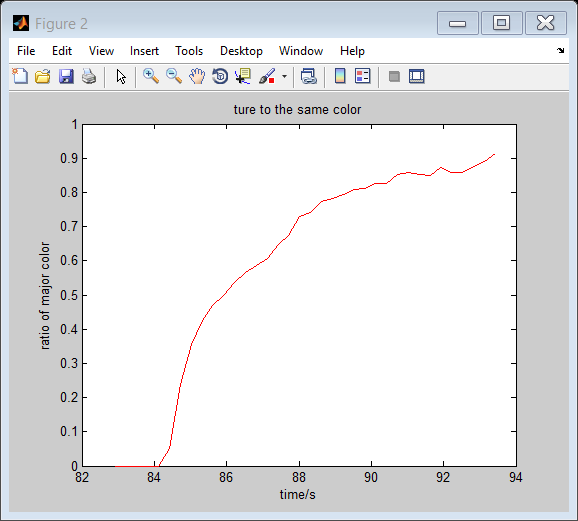 Figure 2
File Edit View Insert Tools Desktop Window Help
ture to the same color
1
0.9
0.8
0.7
0.6
0.5
0.4
0.3
0.2
0.1
0
ratio of major color
82 84 86 88 90 92 94
time/s